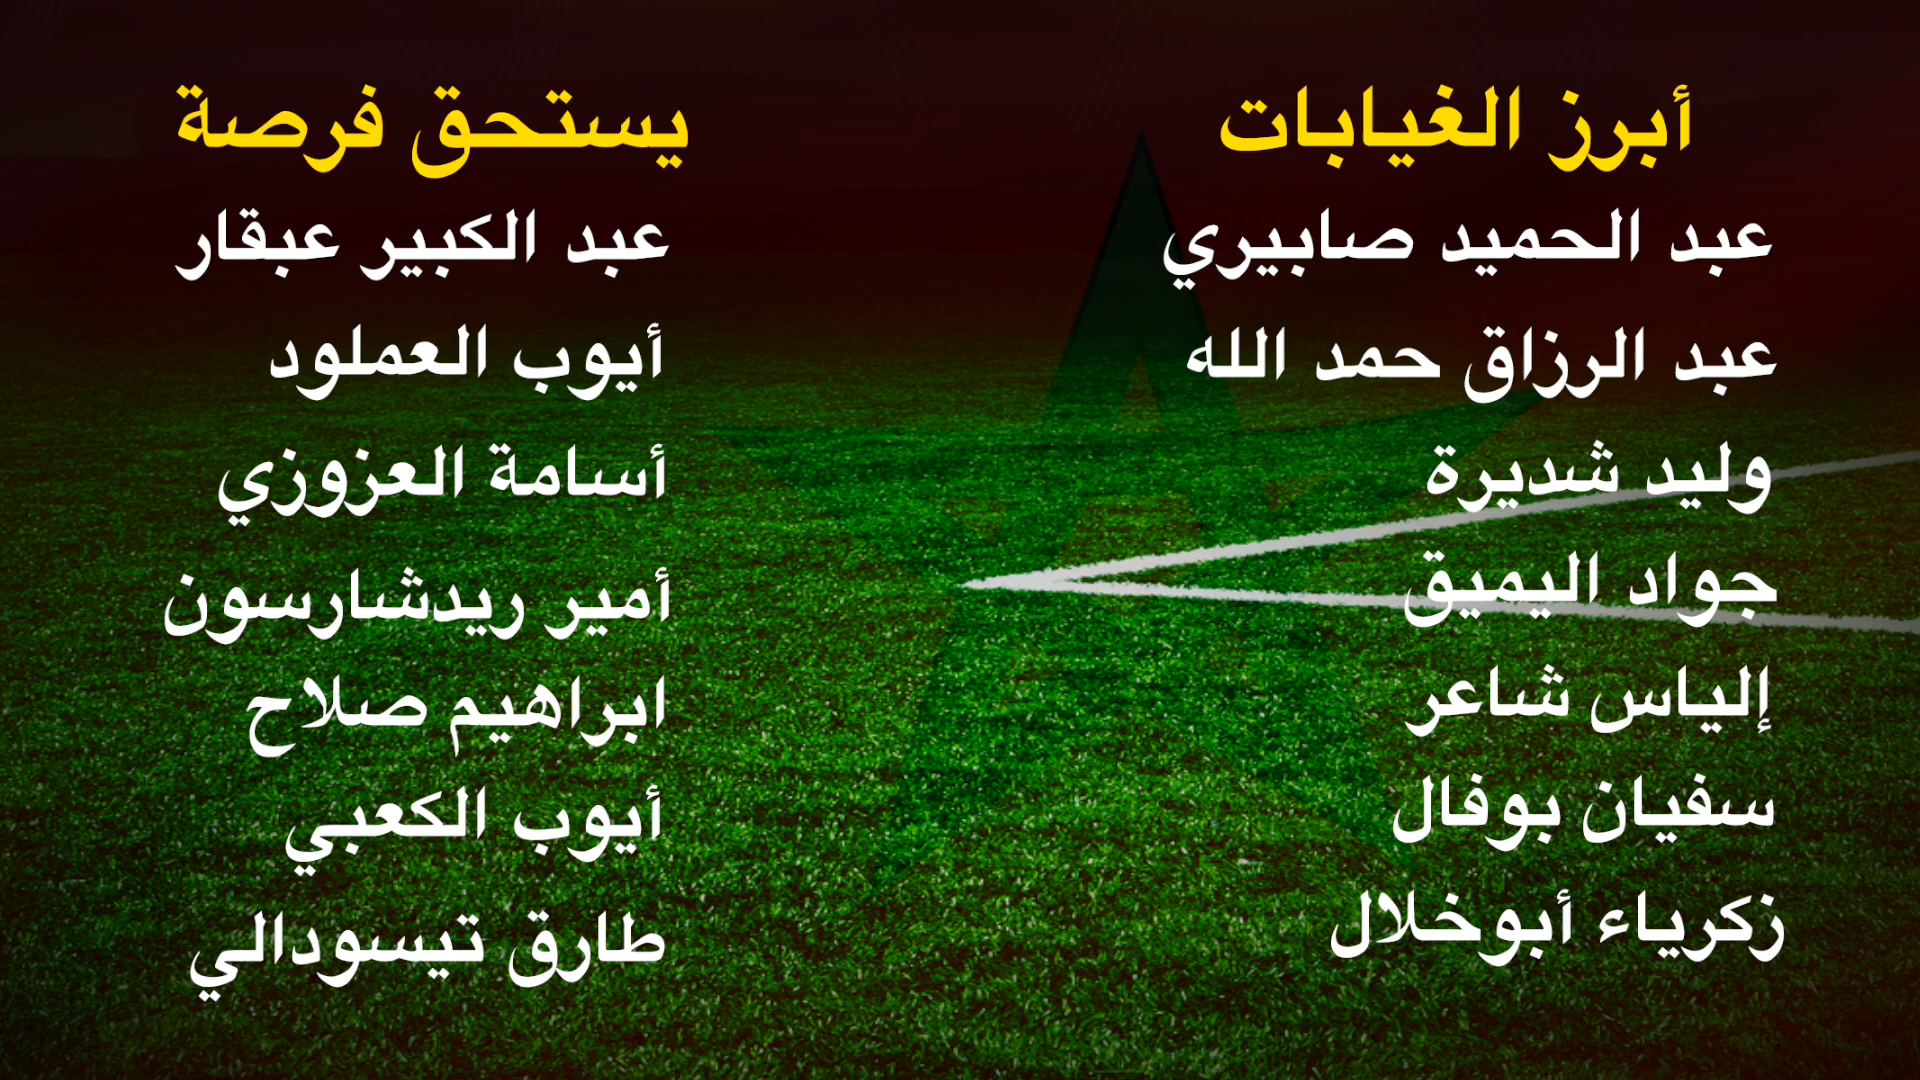 أبرز الغيابات
عبد الحميد صابيري
عبد الرزاق حمد الله
وليد شديرة
جواد اليميق
إلياس شاعر
سفيان بوفال
زكرياء أبوخلال
يستحق فرصة
عبد الكبير عبقار
أيوب العملود
أسامة العزوزي
أمير ريدشارسون
ابراهيم صلاح
أيوب الكعبي
طارق تيسودالي